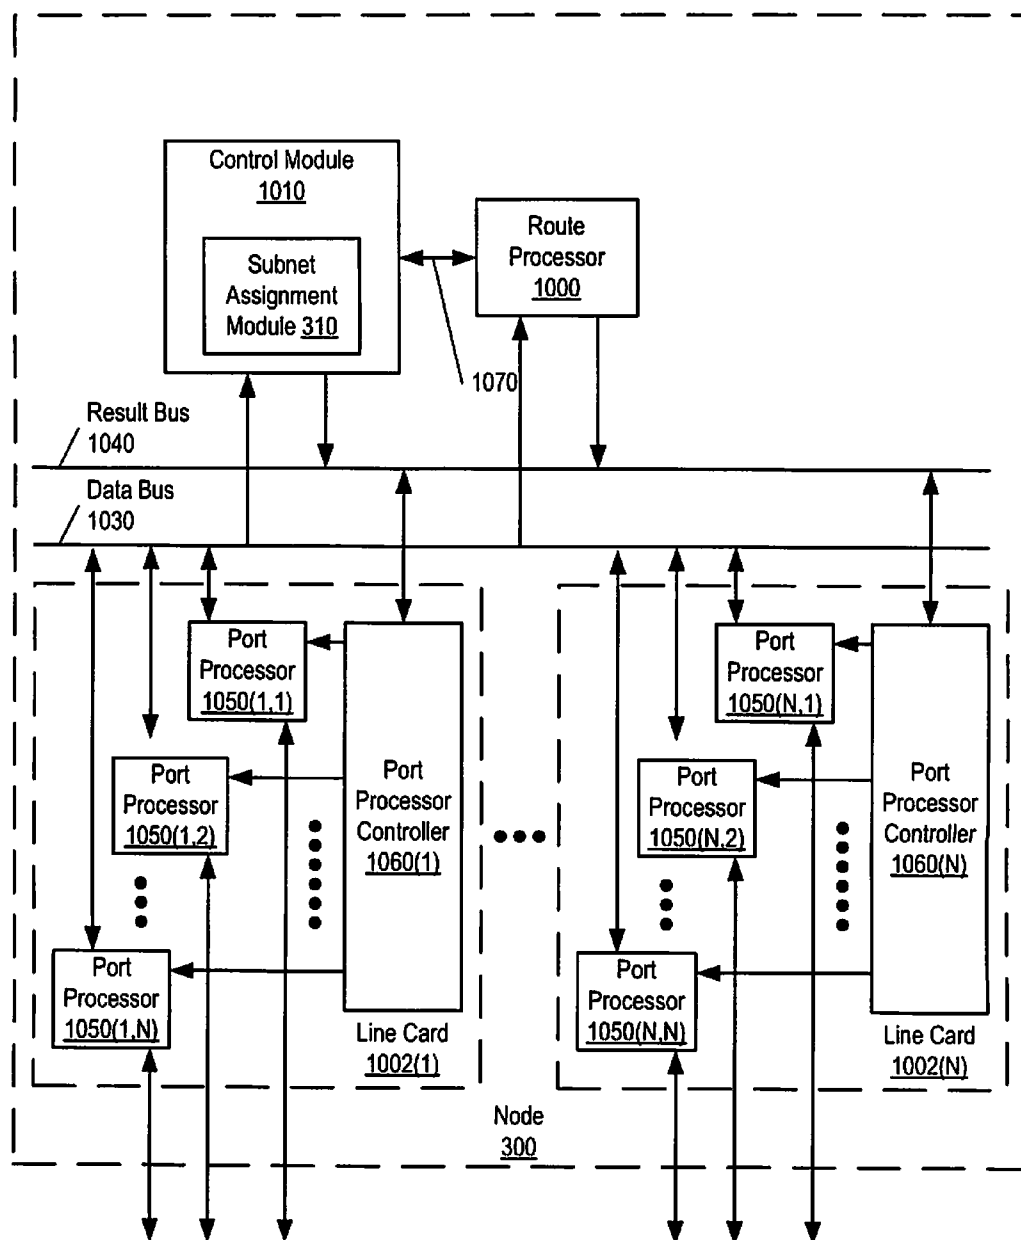 Control Module
1010
Subnet
Assignment
Module 310
Route
Processor
1000
1070
Result Bus
1040
Data Bus
1030
Port
Processor
1050(1,1)
Port
Processor
1050(1,2)
Port
Processor
1050(1,N)
Port
Processor
Controller
1060(1)
Line Card
1002(1)
Port
Processor
1050(N,1)
Port
Processor
1050(N,2)
Port
Processor
1050(N,N)
Port
Processor
Controller
1060(N)
Line Card
1002(N)
Node
300